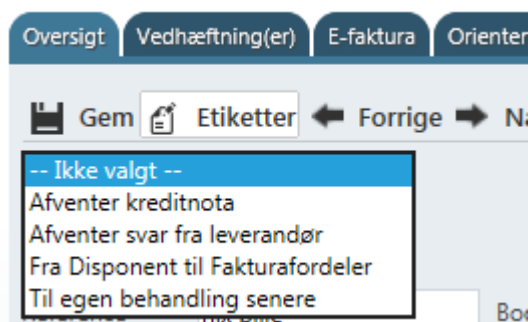 Oversigt Vedhæftning(er) E-faktura Orienter
Gem Etiketter Forrige
-- Ikke valgt --
Afventer kreditnota
Afventer svar fra leverandør
Fra Disponent til Fakturafordeler
Til egen behandling senere